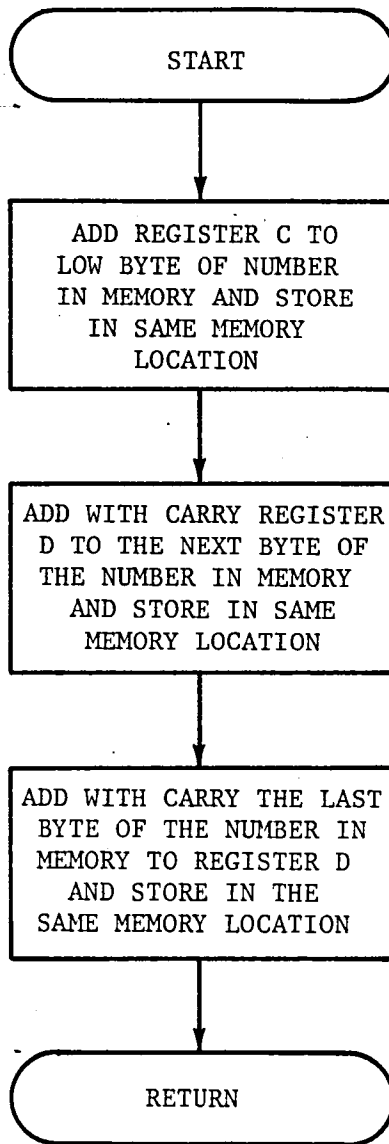 START
ADD REGISTER C TO
LOW BYTE OF NUMBER
IN MEMORY AND STORE
IN SAME MEMORY
LOCATION
ADD WITH CARRY REGISTER
D TO THE NEXT BYTE OF
THE NUMBER IN MEMORY
AND STORE IN SAME
MEMORY LOCATION
ADD WITH CARRY THE LAST
BYTE OF THE NUMBER IN
MEMORY TO REGISTER D
AND STORE IN THE
SAME MEMORY LOCATION
RETURN